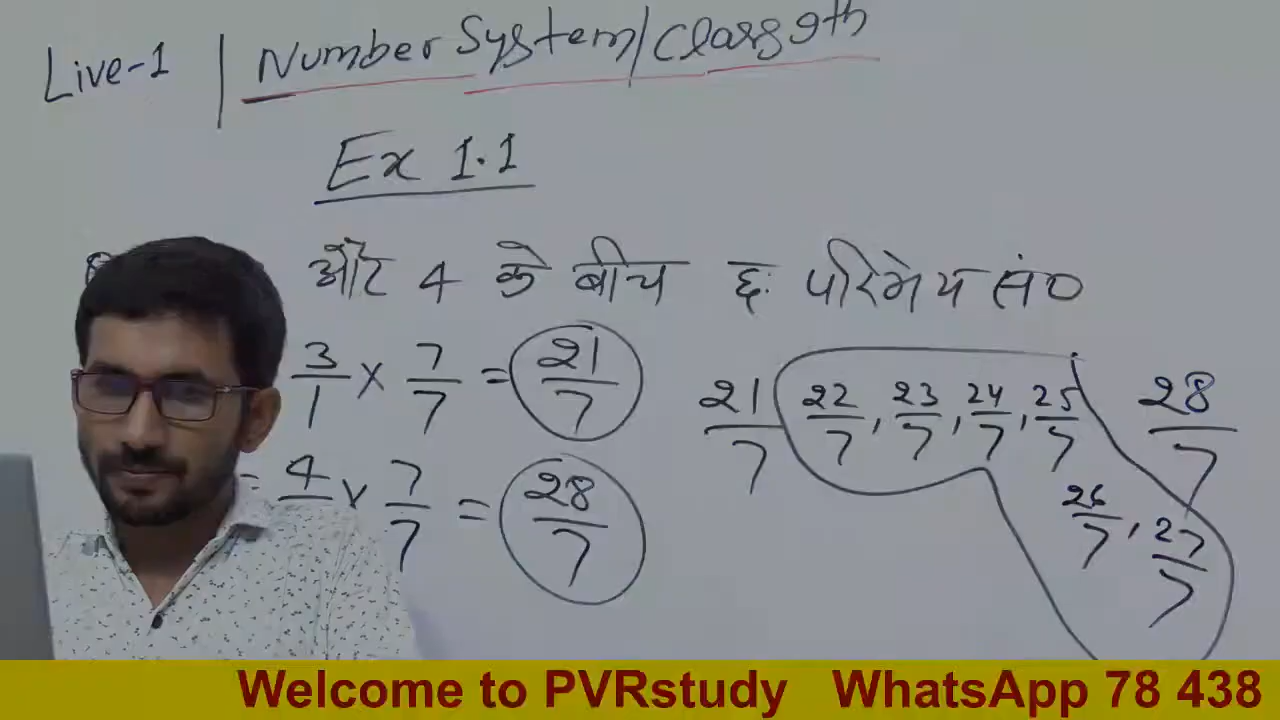 Live-1 | Number System/Class 9th
Ex 1.1
और 4 के बीच छः परिमेय सं०
3/1 × 7/7 = 21/7
21/7 22/7, 23/7, 24/7, 25/7 28/7
= 4 × 7/7 = 28/7
26/7, 27/7
Welcome to PVRstudy WhatsApp 78 438